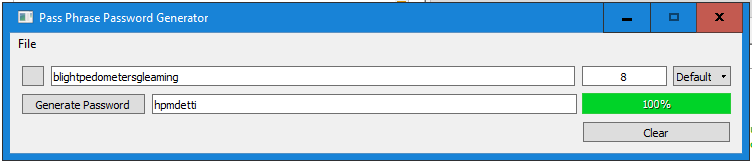 Pass Phrase Password Generator
File
blightpedometersgleaming 8 Default
Generate Password hpmdetti 100%
Clear